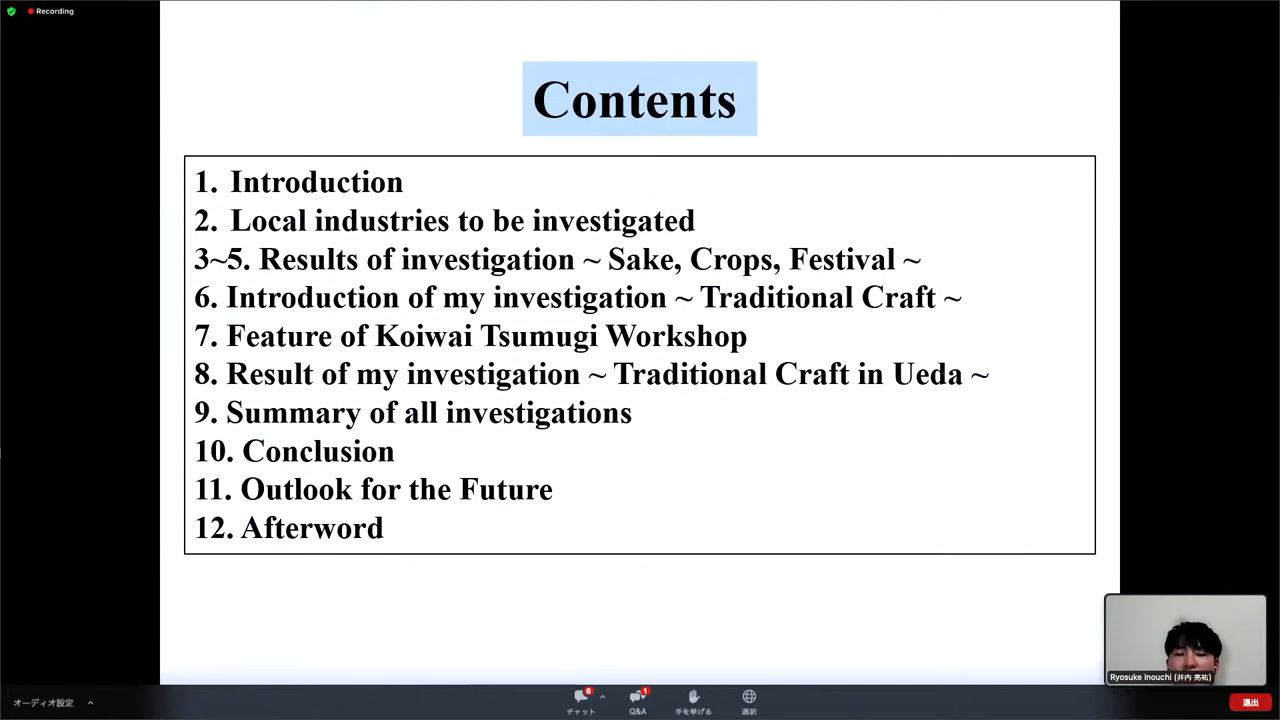 Recording
Contents
1. Introduction
2. Local industries to be investigated
3~5. Results of investigation ~ Sake, Crops, Festival ~
6. Introduction of my investigation ~ Traditional Craft ~
7. Feature of Koiwai Tsumugi Workshop
8. Result of my investigation ~ Traditional Craft in Ueda ~
9. Summary of all investigations
10. Conclusion
11. Outlook for the Future
12. Afterword
Ryosuke Inouchi (井内 亮祐)
オーディオ設定
6
チャット
1
Q&A
手を挙げる
通訳
退出